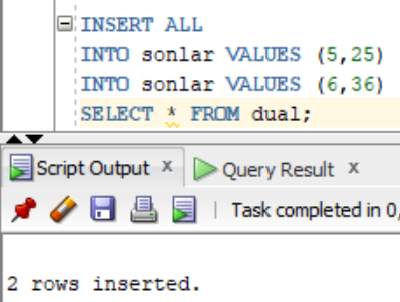 INSERT ALL
INTO sonlar VALUES (5,25)
INTO sonlar VALUES (6,36)
SELECT * FROM dual;
Script Output x Query Result x
Task completed in 0,
2 rows inserted.